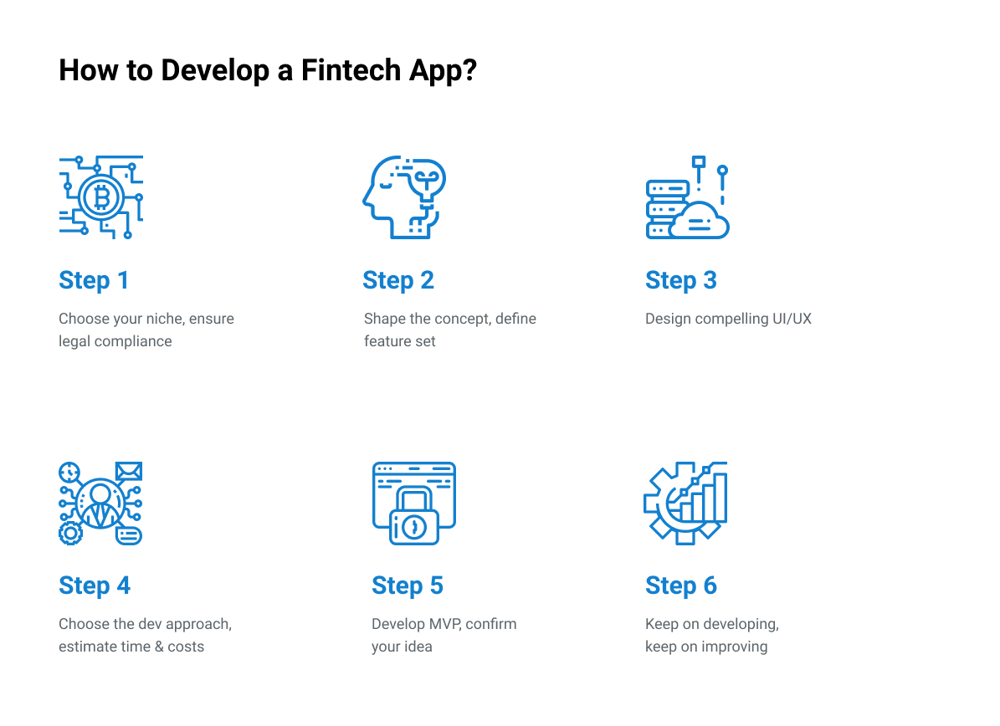 How to Develop a Fintech App?
Step 1
Choose your niche, ensure
legal compliance
Step 2
Shape the concept, define
feature set
Step 3
Design compelling UI/UX
Step 4
Choose the dev approach,
estimate time & costs
Step 5
Develop MVP, confirm
your idea
Step 6
Keep on developing,
keep on improving